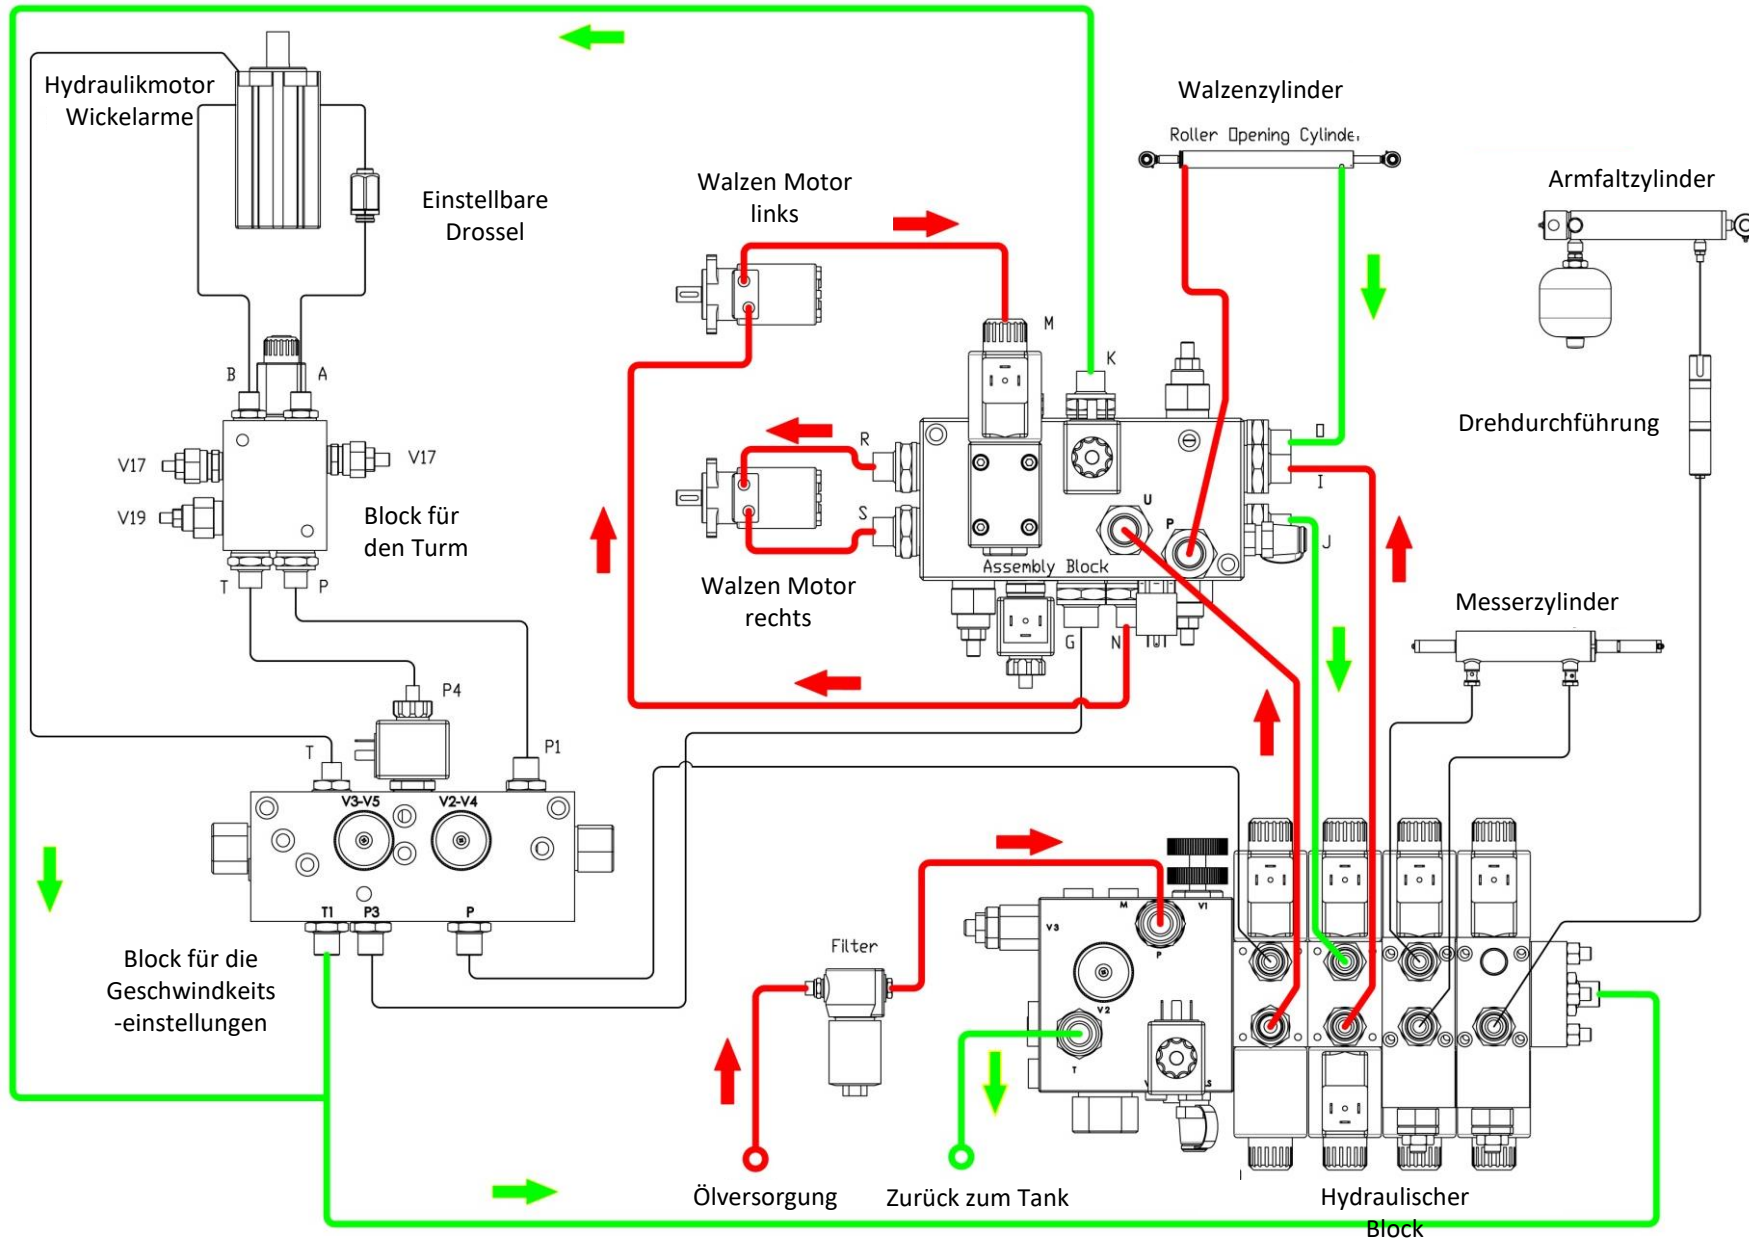 Hydraulikmotor
Wickelarme
Einstellbare
Drossel
Walzen Motor
links
Walzenzylinder
Roller Opening Cylinder
Armfaltzylinder
Drehdurchführung
M
K
B
A
V17
V17
V19
Block für
den Turm
T
P
R
S
O
I
J
U
P
Assembly Block
G
N
Walzen Motor
rechts
Messerzylinder
P4
T
P1
V3-V5
V2-V4
T1
P3
P
Block für die
Geschwindkeits
-einstellungen
Filter
M
V1
V3
P
V2
T
Ölversorgung
Zurück zum Tank
Hydraulischer
Block